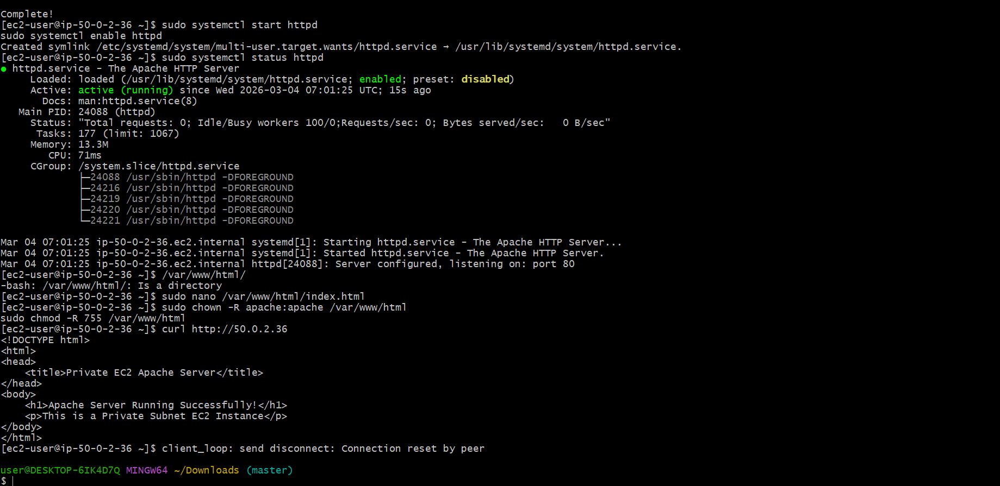 Complete!
[ec2-user@ip-50-0-2-36 ~]$ sudo systemctl start httpd
sudo systemctl enable httpd
Created symlink /etc/systemd/system/multi-user.target.wants/httpd.service → /usr/lib/systemd/system/httpd.service.
[ec2-user@ip-50-0-2-36 ~]$ sudo systemctl status httpd
● httpd.service - The Apache HTTP Server
     Loaded: loaded (/usr/lib/systemd/system/httpd.service; enabled; preset: disabled)
     Active: active (running) since Wed 2026-03-04 07:01:25 UTC; 15s ago
       Docs: man:httpd.service(8)
   Main PID: 24088 (httpd)
     Status: "Total requests: 0; Idle/Busy workers 100/0;Requests/sec: 0; Bytes served/sec:   0 B/sec"
      Tasks: 177 (limit: 1067)
     Memory: 13.3M
        CPU: 71ms
     CGroup: /system.slice/httpd.service
             ├─24088 /usr/sbin/httpd -DFOREGROUND
             ├─24216 /usr/sbin/httpd -DFOREGROUND
             ├─24219 /usr/sbin/httpd -DFOREGROUND
             ├─24220 /usr/sbin/httpd -DFOREGROUND
             └─24221 /usr/sbin/httpd -DFOREGROUND
Mar 04 07:01:25 ip-50-0-2-36.ec2.internal systemd[1]: Starting httpd.service - The Apache HTTP Server...
Mar 04 07:01:25 ip-50-0-2-36.ec2.internal systemd[1]: Started httpd.service - The Apache HTTP Server.
Mar 04 07:01:25 ip-50-0-2-36.ec2.internal httpd[24088]: Server configured, listening on: port 80
[ec2-user@ip-50-0-2-36 ~]$ /var/www/html/
-bash: /var/www/html/: Is a directory
[ec2-user@ip-50-0-2-36 ~]$ sudo nano /var/www/html/index.html
[ec2-user@ip-50-0-2-36 ~]$ sudo chown -R apache:apache /var/www/html
sudo chmod -R 755 /var/www/html
[ec2-user@ip-50-0-2-36 ~]$ curl http://50.0.2.36
<!DOCTYPE html>
<html>
<head>
    <title>Private EC2 Apache Server</title>
</head>
<body>
    <h1>Apache Server Running Successfully!</h1>
    <p>This is a Private Subnet EC2 Instance</p>
</body>
</html>
[ec2-user@ip-50-0-2-36 ~]$ client_loop: send disconnect: Connection reset by peer
user@DESKTOP-6IK4D7Q MINGW64 ~/Downloads (master)
$